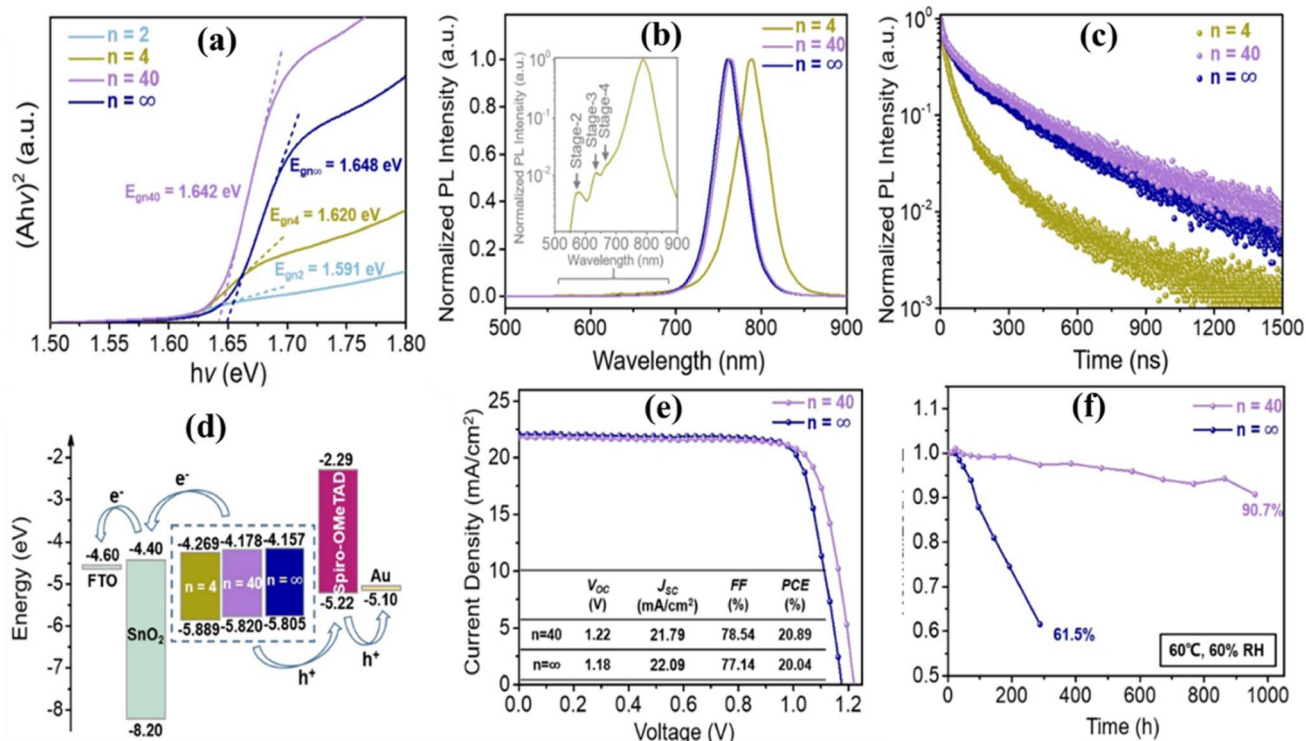 (a)
n = 2
n = 4
n = 40
n = ∞
E_gn40 = 1.642 eV
E_gn∞ = 1.648 eV
E_gn4 = 1.620 eV
E_gn2 = 1.591 eV
(Ahν)² (a.u.)
1.50 1.55 1.60 1.65 1.70 1.75 1.80
hν (eV)
(b)
n = 4
n = 40
n = ∞
Normalized PL Intensity (a.u.)
1.0
0.8
0.6
0.4
0.2
0.0
500 600 700 800 900
Wavelength (nm)
Normalized PL Intensity (a.u.)
10⁰
10⁻¹
10⁻²
Stage-2
Stage-3
Stage-4
500 600 700 800 900
Wavelength (nm)
(c)
n = 4
n = 40
n = ∞
Normalized PL Intensity (a.u.)
10⁰
10⁻¹
10⁻²
10⁻³
0 300 600 900 1200 1500
Time (ns)
(d)
Energy (eV)
-2
-3
-4
-5
-6
-7
-8
e⁻
e⁻
-4.60
FTO
-4.40
SnO₂
-8.20
-4.269 -4.178 -4.157
n = 4 n = 40 n = ∞
-5.889 -5.820 -5.805
-2.29
Spiro-OMeTAD
-5.22
Au
-5.10
h⁺
h⁺
(e)
n = 40
n = ∞
Current Density (mA/cm²)
25
20
15
10
5
0
V_OC J_SC FF PCE
(V) (mA/cm²) (%) (%)
n=40 1.22 21.79 78.54 20.89
n=∞ 1.18 22.09 77.14 20.04
0.0 0.2 0.4 0.6 0.8 1.0 1.2
Voltage (V)
(f)
n = 40
n = ∞
1.1
1.0
0.9
0.8
0.7
0.6
0.5
90.7%
61.5%
60℃, 60% RH
0 200 400 600 800 1000
Time (h)